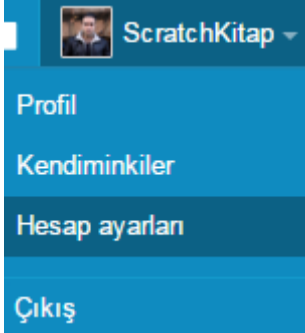 ScratchKitap
Profil
Kendiminkiler
Hesap ayarları
Çıkış